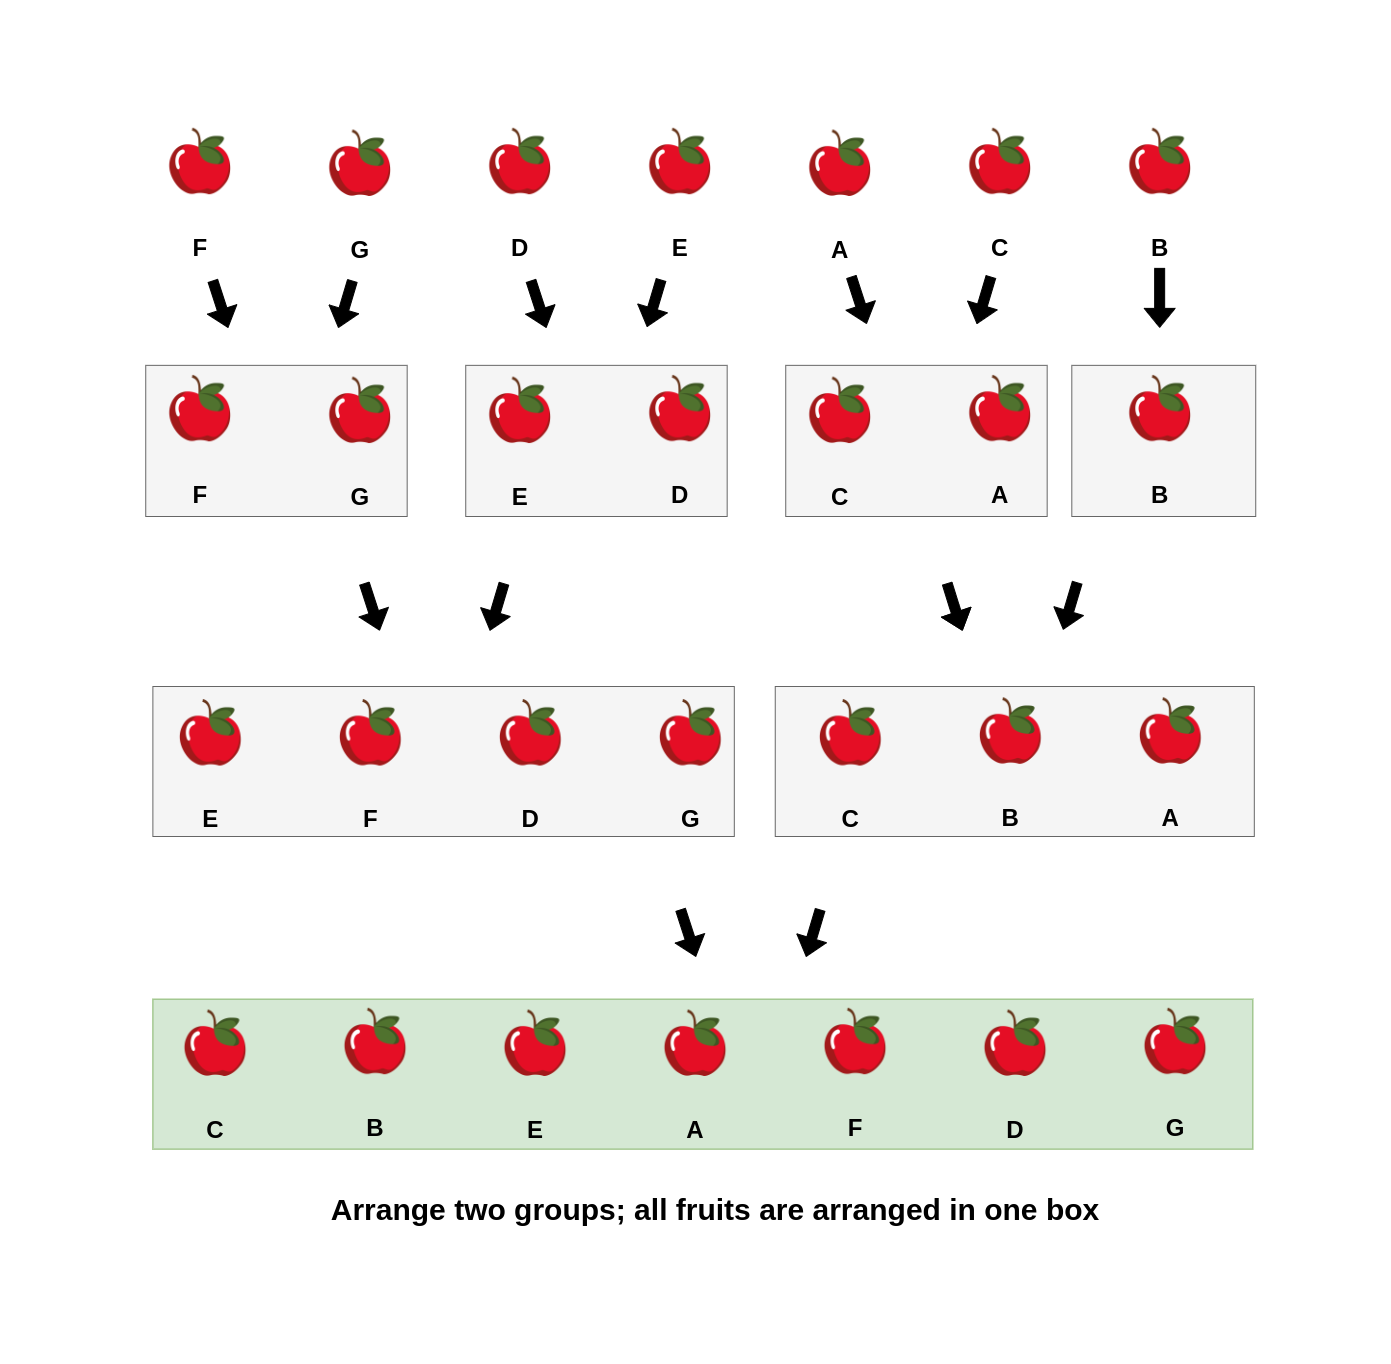 F G D E A C B
F G E D C A B
E F D G C B A
C B E A F D G
Arrange two groups; all fruits are arranged in one box